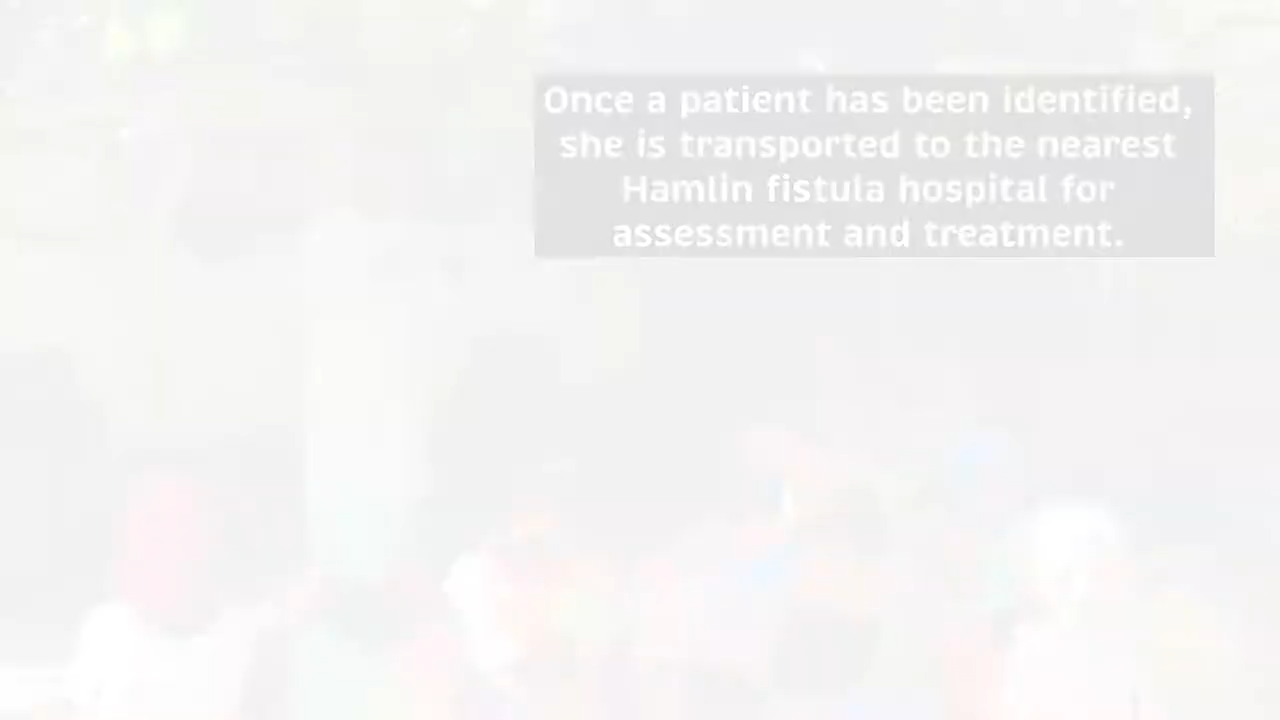 Once a patient has been identified,
she is transported to the nearest
Hamlin fistula hospital for
assessment and treatment.